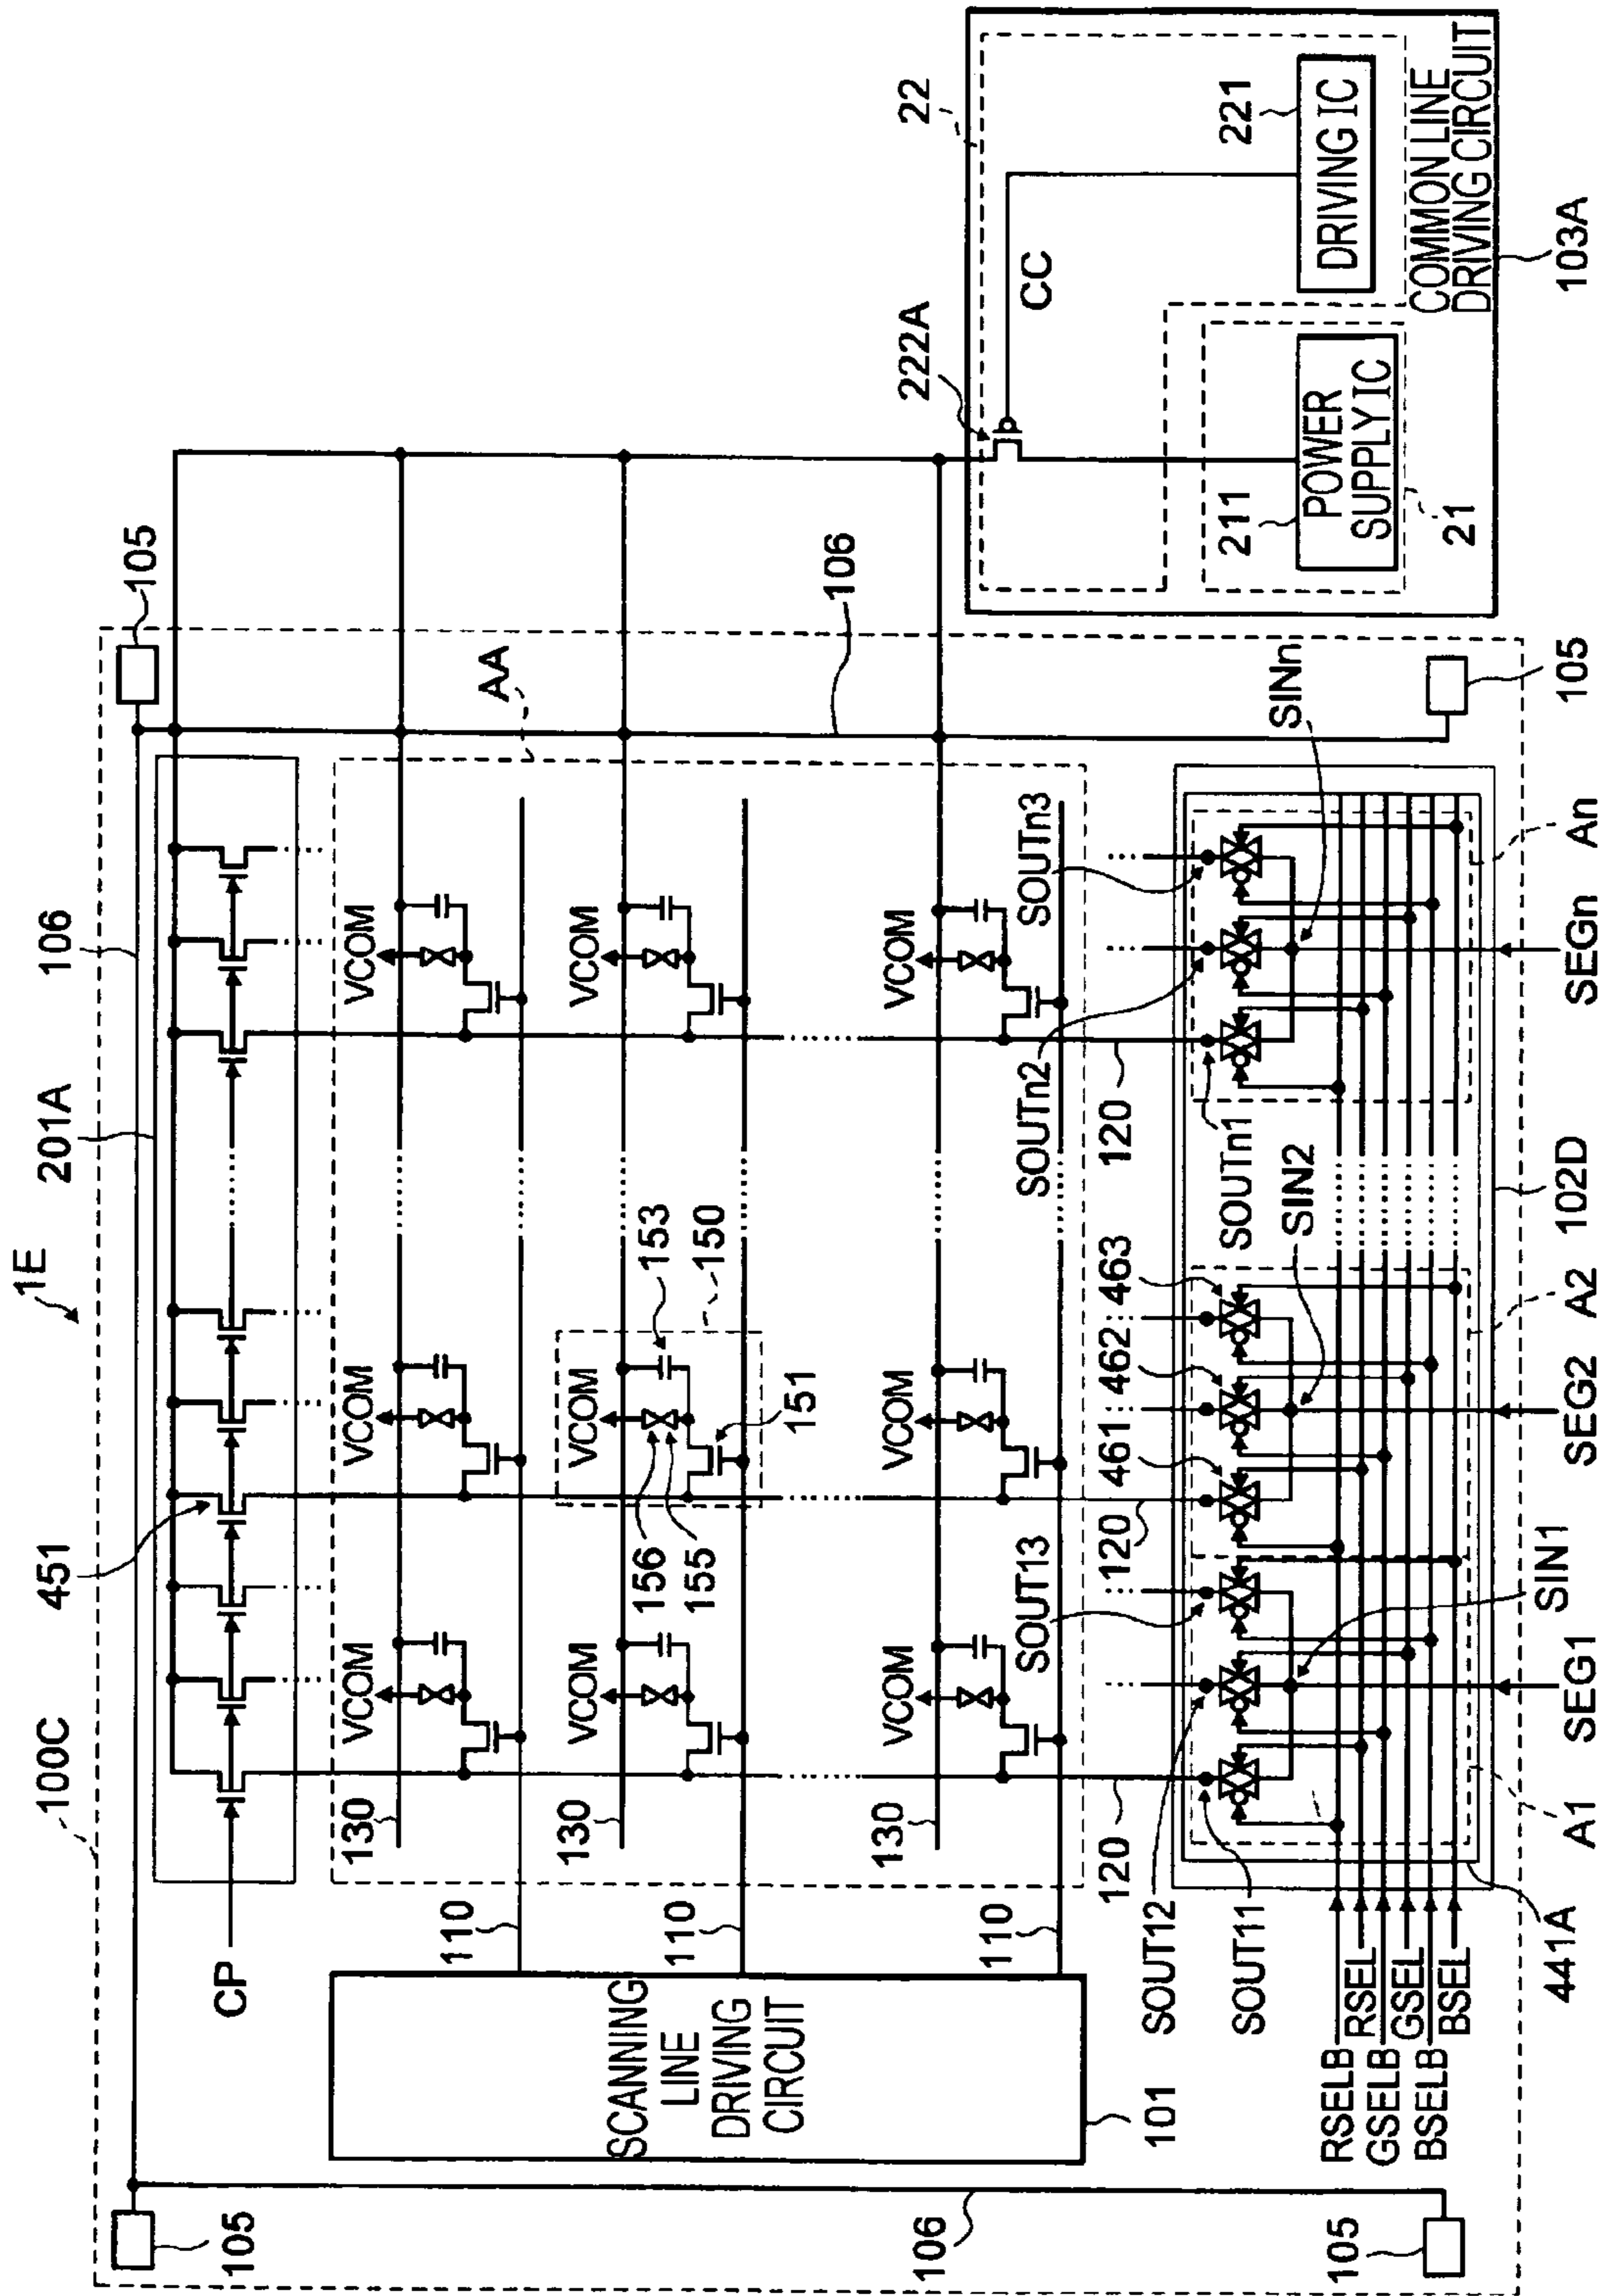 1E
100C
451
201A
106
105
CP
AA
VCOM
VCOM
VCOM
130
110
VCOM
VCOM
VCOM
130
153
150
156
155
151
110
VCOM
VCOM
VCOM
130
110
SCANNING
LINE
DRIVING
CIRCUIT
101
106
222A
22
CC
211
POWER
SUPPLY IC
21
221
DRIVING IC
COMMON LINE
DRIVING CIRCUIT
103A
SOUT12
SOUT11
120
SOUT13
120
461
462
463
SOUTn2
SOUTn1
120
SOUTn3
SINn
SIN2
RSELB
RSEL
GSELB
GSEL
BSELB
BSEL
441A
A1
SEG1
SIN1
SEG2
A2
102D
SEGn
An
105
106
105
105